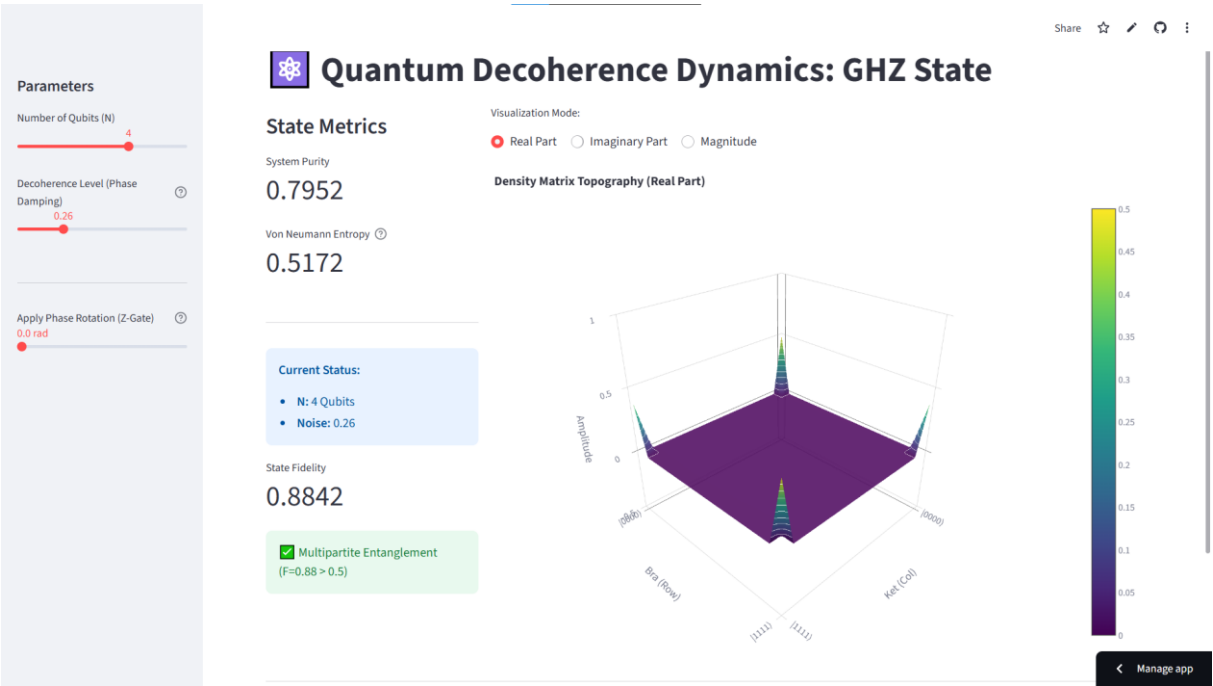 Share
Parameters
Number of Qubits (N)
4
Decoherence Level (Phase
Damping)
0.26
Apply Phase Rotation (Z-Gate)
0.0 rad
Quantum Decoherence Dynamics: GHZ State
State Metrics
System Purity
0.7952
Von Neumann Entropy
0.5172
Current Status:
N: 4 Qubits
Noise: 0.26
State Fidelity
0.8842
✅ Multipartite Entanglement
(F=0.88 > 0.5)
Visualization Mode:
Real Part Imaginary Part Magnitude
Density Matrix Topography (Real Part)
1
0.5
0
Amplitude
|0000⟩
Bra (Row)
|1111⟩
|1111⟩
Ket (Col)
|0000⟩
0.5
0.45
0.4
0.35
0.3
0.25
0.2
0.15
0.1
0.05
0
Manage app